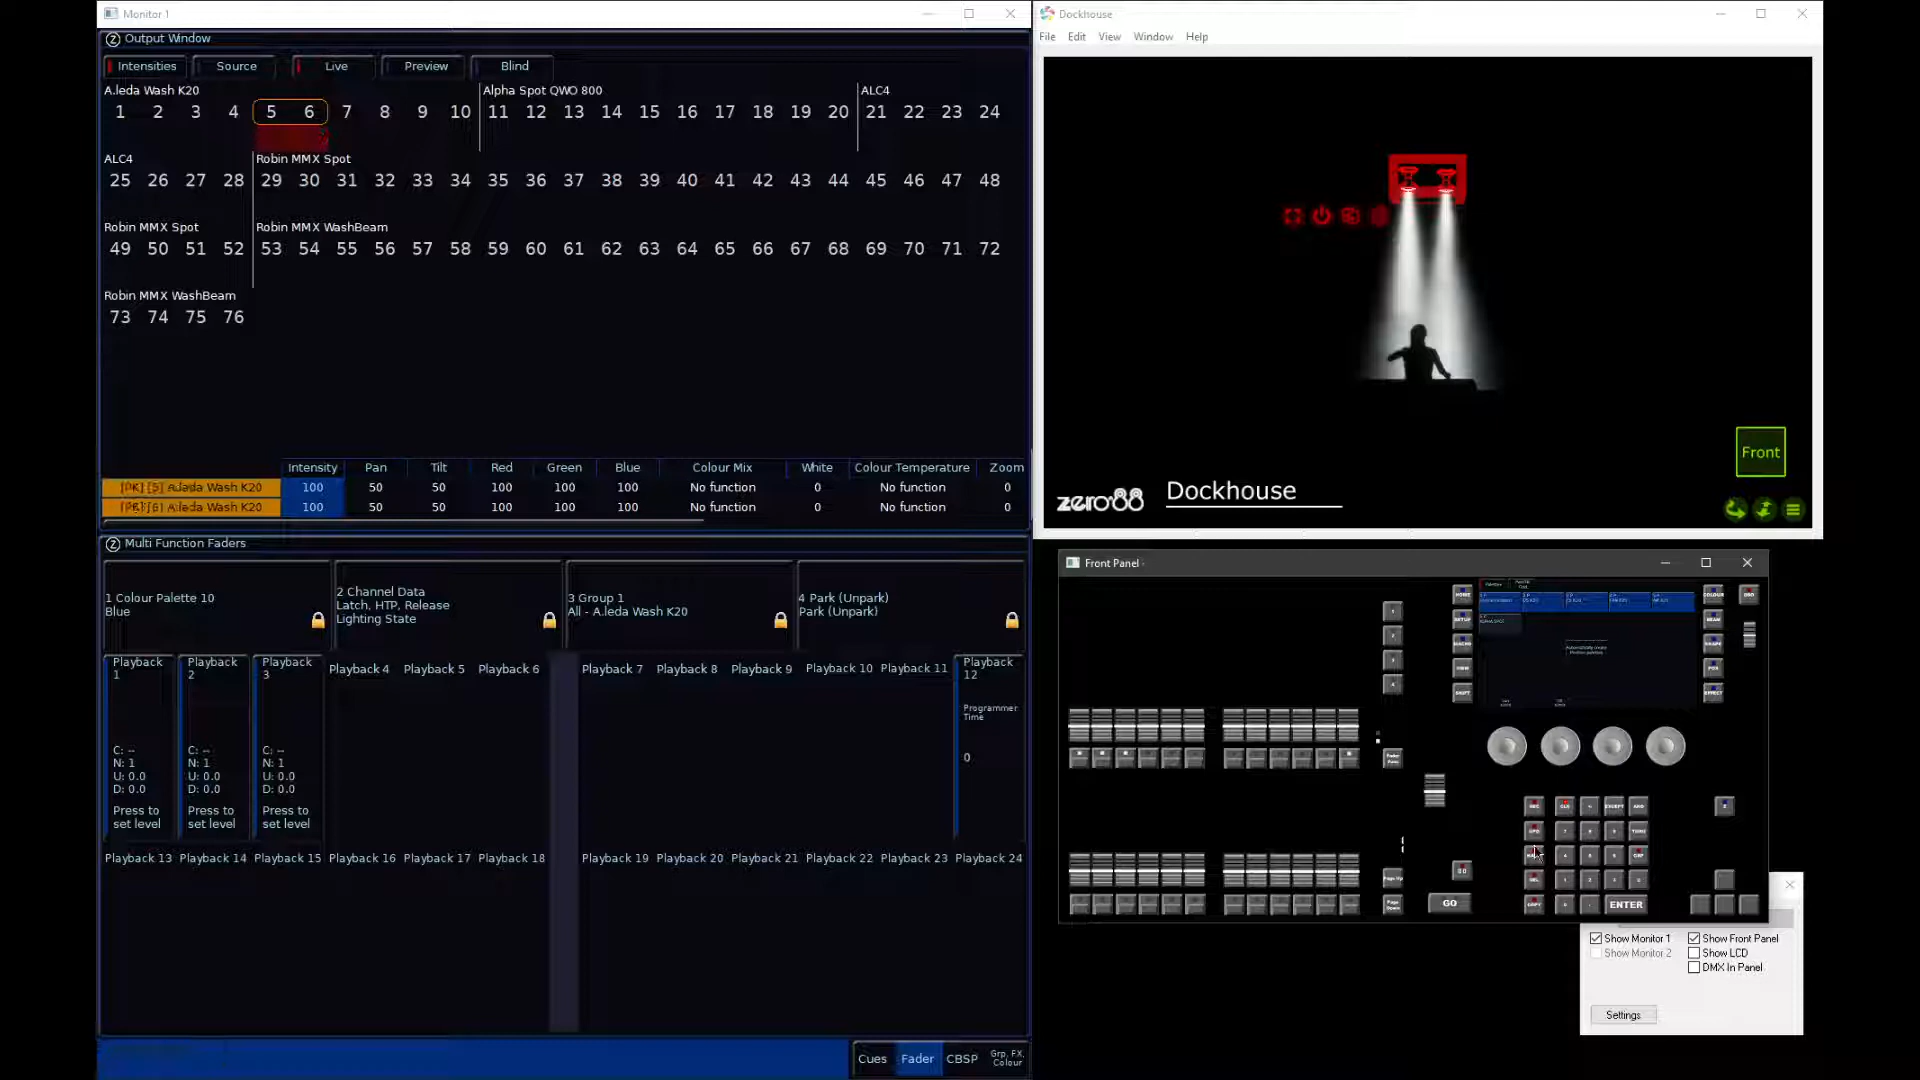 Monitor 1
Output Window
Intensities Source Live Preview Blind
A.leda Wash K20 Alpha Spot QWO 800 ALC4
1 2 3 4 5 6 7 8 9 10 11 12 13 14 15 16 17 18 19 20 21 22 23 24
ALC4 Robin MMX Spot
25 26 27 28 29 30 31 32 33 34 35 36 37 38 39 40 41 42 43 44 45 46 47 48
Robin MMX Spot Robin MMX WashBeam
49 50 51 52 53 54 55 56 57 58 59 60 61 62 63 64 65 66 67 68 69 70 71 72
Robin MMX WashBeam
73 74 75 76
Intensity Pan Tilt Red Green Blue Colour Mix White Colour Temperature Zoom
A.leda Wash K20 100 50 50 100 100 100 No function 0 No function 0
A.leda Wash K20 100 50 50 100 100 100 No function 0 No function 0
Multi Function Faders
1 Colour Palette 10
Blue
2 Channel Data
Latch, HTP, Release
Lighting State
3 Group 1
All - A.leda Wash K20
4 Park (Unpark)
Park (Unpark)
Playback 1
C: --
N: 1
U: 0.0
D: 0.0
Press to
set level
Playback 2
C: --
N: 1
U: 0.0
D: 0.0
Press to
set level
Playback 3
C: --
N: 1
U: 0.0
D: 0.0
Press to
set level
Playback 4 Playback 5 Playback 6 Playback 7 Playback 8 Playback 9 Playback 10 Playback 11
Playback 12
Programmer
Time
0
Playback 13 Playback 14 Playback 15 Playback 16 Playback 17 Playback 18 Playback 19 Playback 20 Playback 21 Playback 22 Playback 23 Playback 24
Cues Fader CBSP Grp, FX,
Colour
Dockhouse
File Edit View Window Help
Front
zero88 Dockhouse
Front Panel
GO
ENTER
Show Monitor 1 Show Front Panel
Show Monitor 2 Show LCD
DMX In Panel
Settings